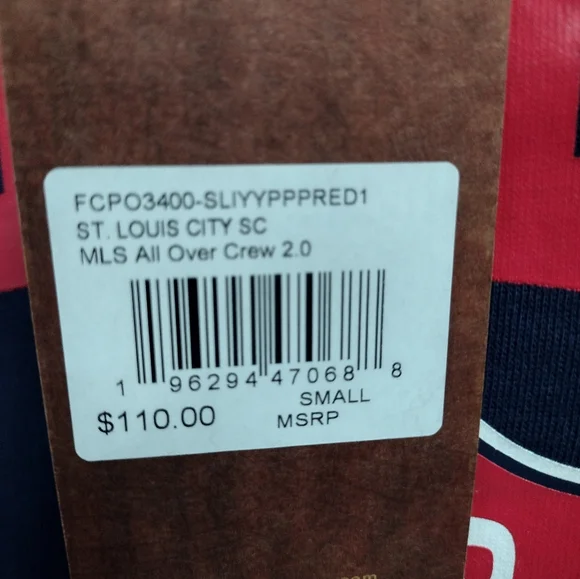 FCPO3400-SLIYYPPPRED1
ST. LOUIS CITY SC
MLS All Over Crew 2.0
1 96294 47068 8
SMALL
$110.00 MSRP